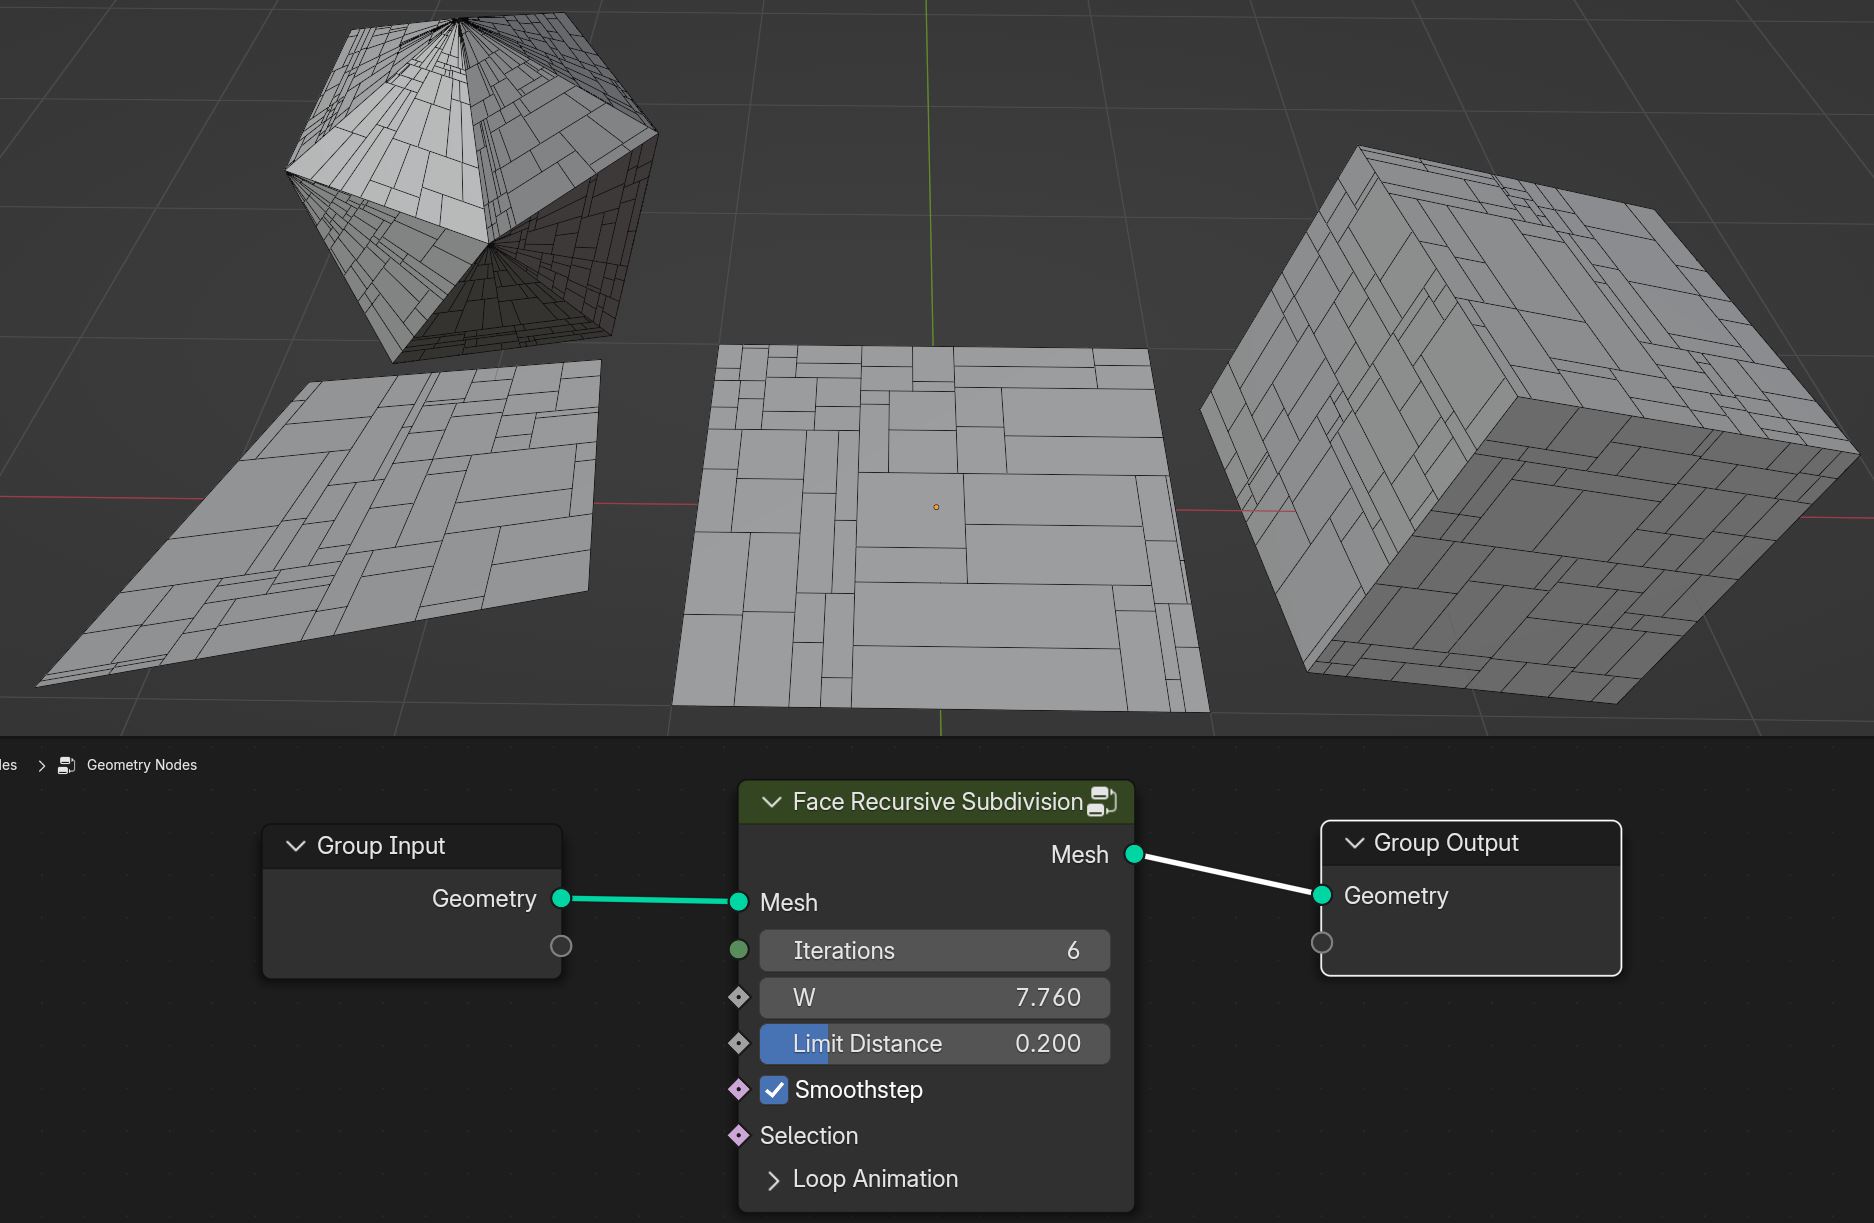 Geometry Nodes
Face Recursive Subdivision
Group Input
Group Output
Mesh
Geometry
Geometry
Mesh
Iterations 6
W 7.760
Limit Distance 0.200
Smoothstep
Selection
Loop Animation